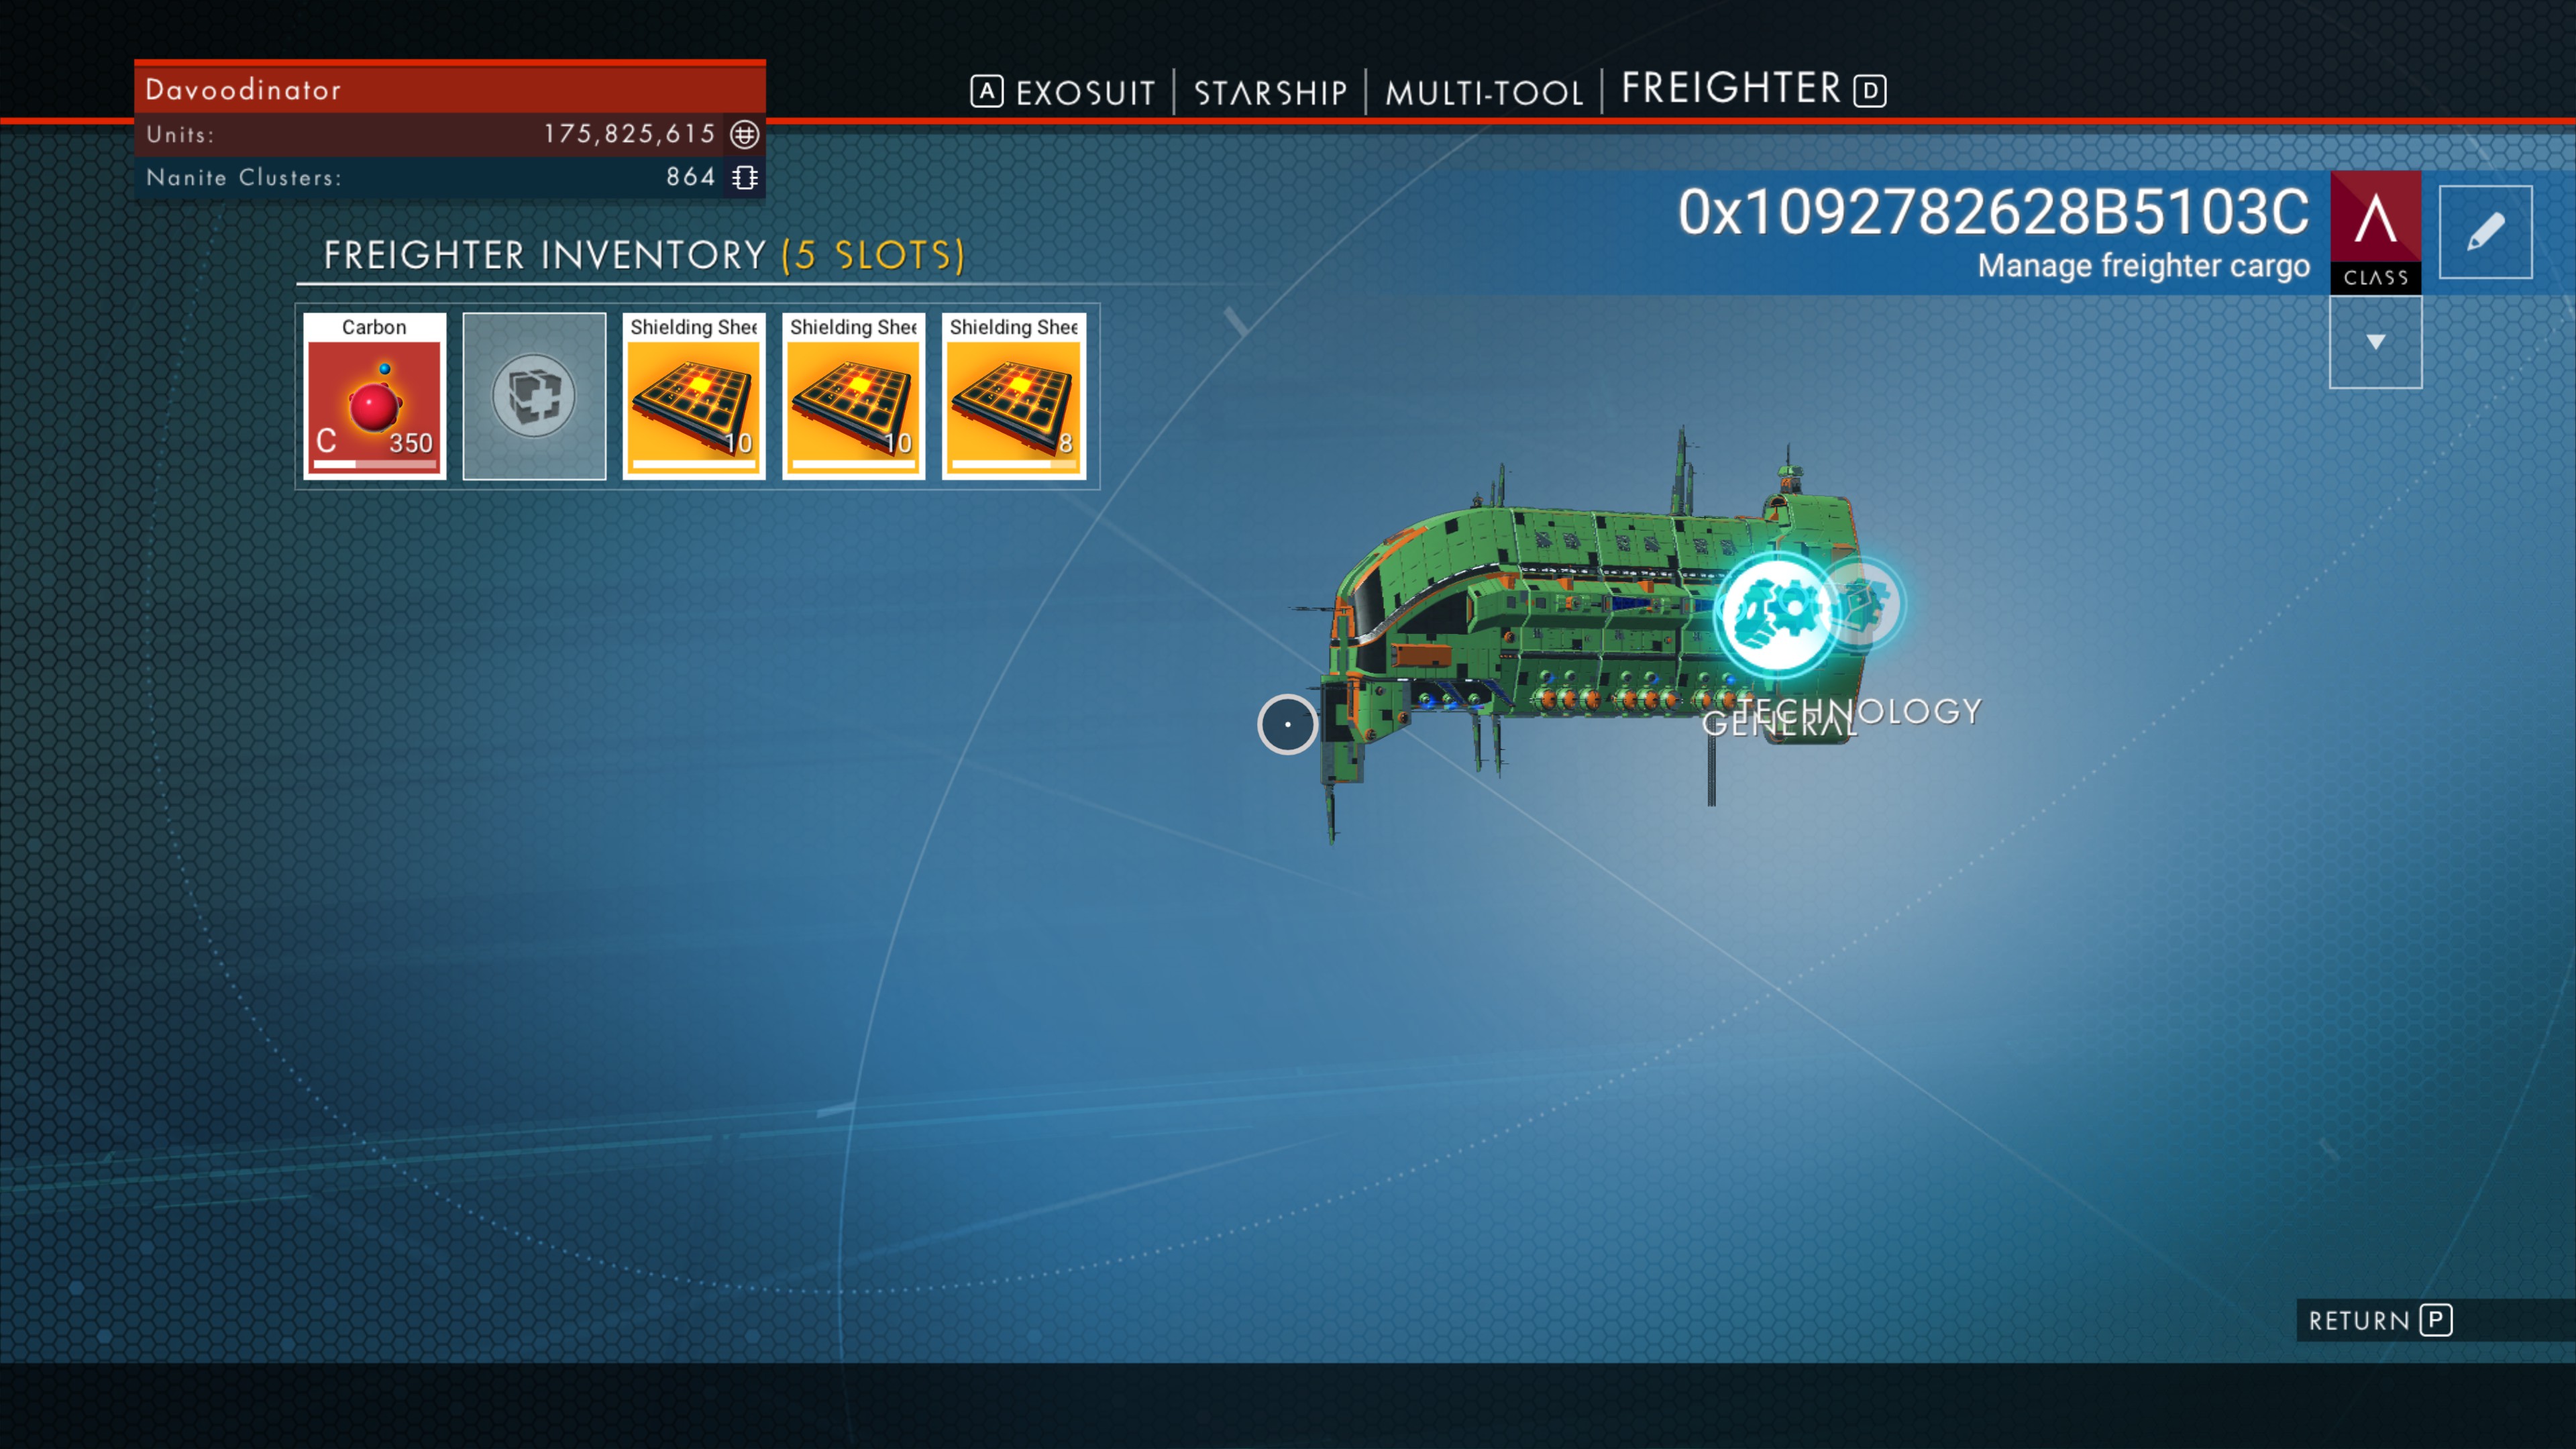 Davoodinator
Units: 175,825,615
Nanite Clusters: 864
A EXOSUIT STARSHIP MULTI-TOOL FREIGHTER D
0x1092782628B5103C
Manage freighter cargo
A
CLASS
FREIGHTER INVENTORY (5 SLOTS)
Carbon
C 350
Shielding Shee
10
Shielding Shee
10
Shielding Shee
8
TECHNOLOGY
GENERAL
RETURN P